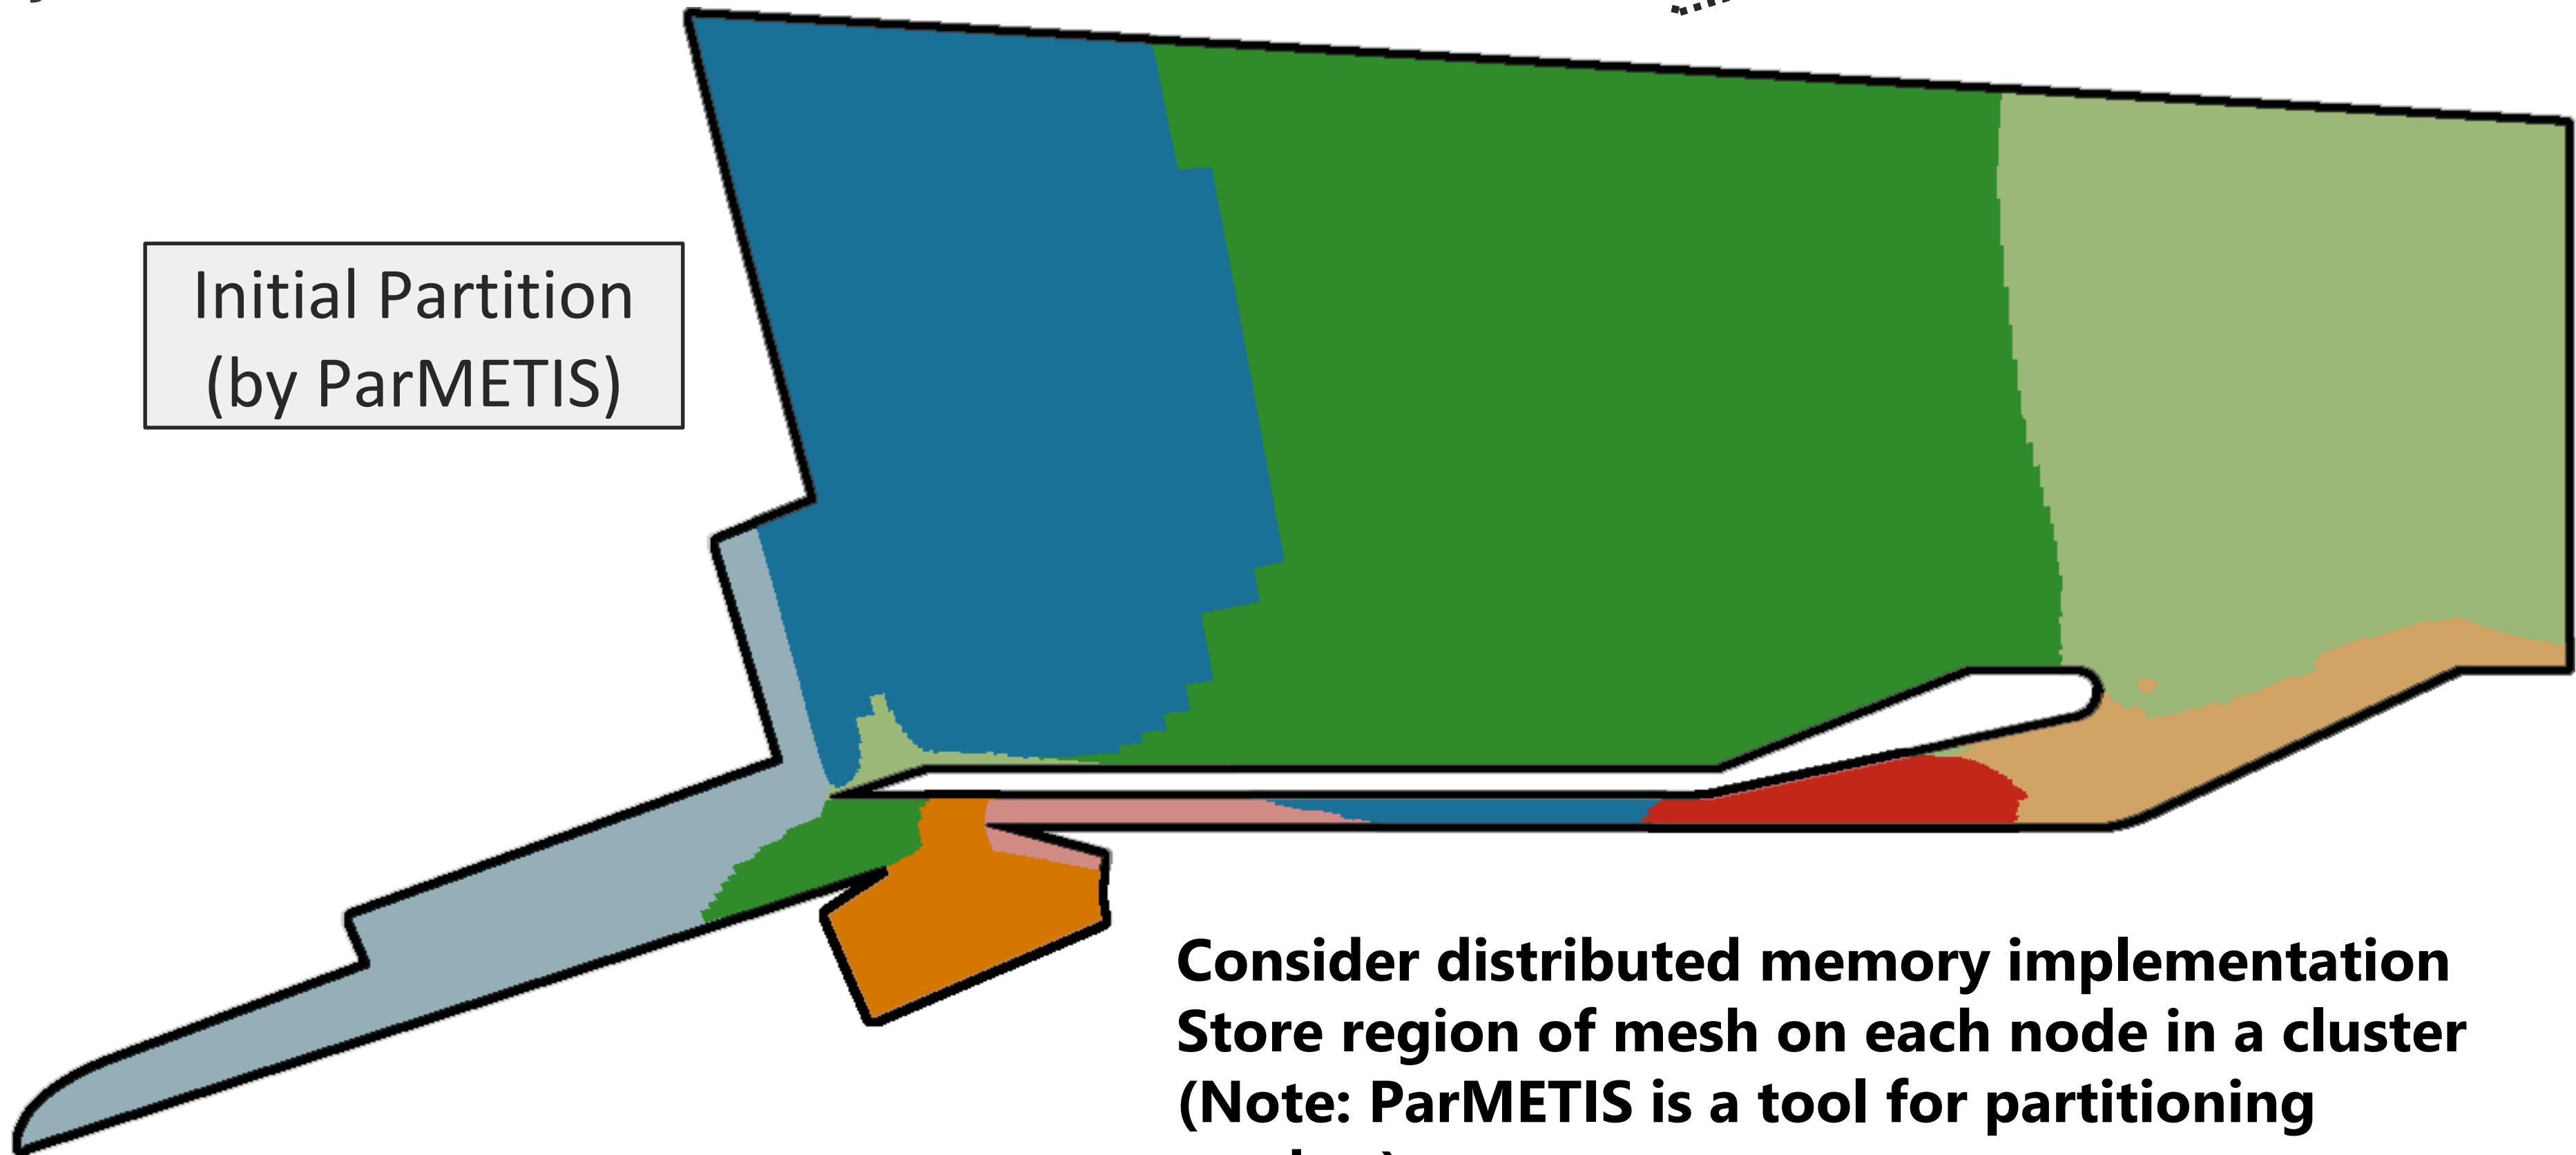 Initial Partition
(by ParMETIS)
Consider distributed memory implementation
Store region of mesh on each node in a cluster
(Note: ParMETIS is a tool for partitioning